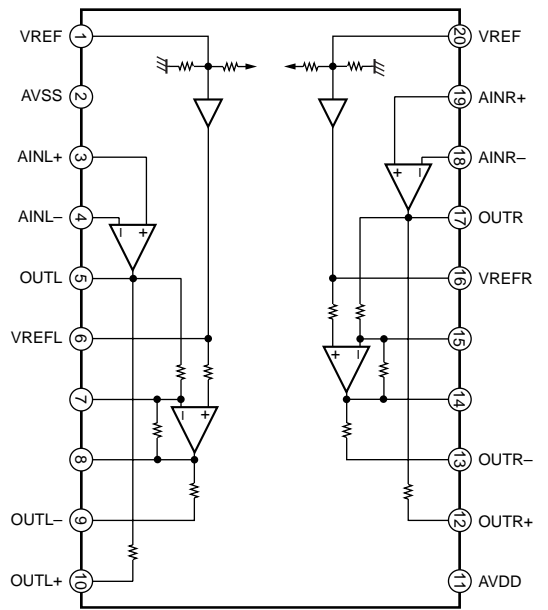 VREF 1
AVSS 2
AINL+ 3
AINL– 4
OUTL 5
VREFL 6
7
8
OUTL– 9
OUTL+ 10
20 VREF
19 AINR+
18 AINR–
17 OUTR
16 VREFR
15
14
13 OUTR–
12 OUTR+
11 AVDD
+ –
– +
+ –
– +